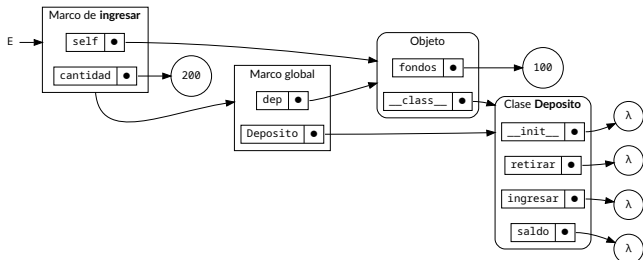 Marco de ingresar
E
self
cantidad
200
Marco global
dep
Deposito
Objeto
fondos
__class__
100
Clase Deposito
__init__
retirar
ingresar
saldo
λ
λ
λ
λ